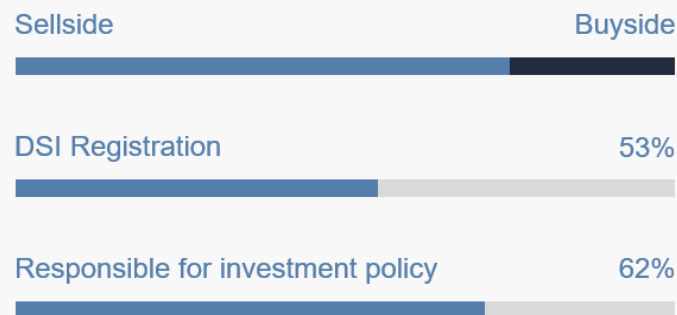 Sellside Buyside
DSI Registration 53%
Responsible for investment policy 62%